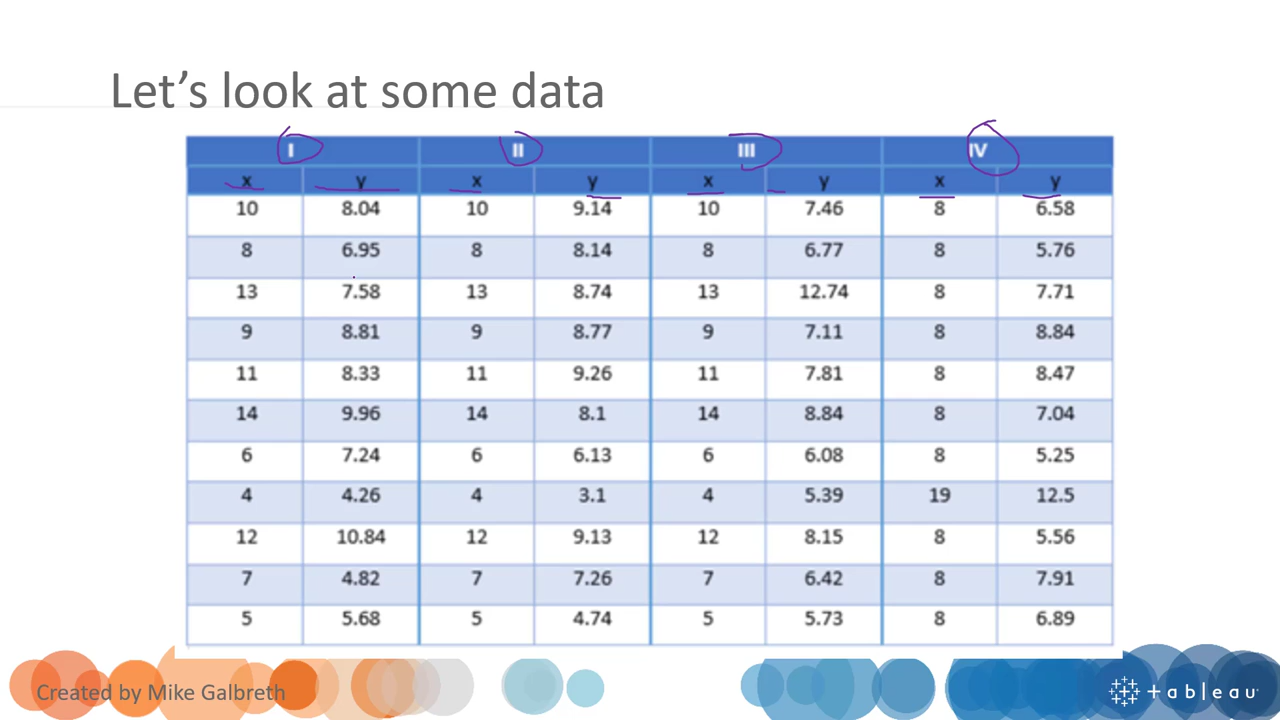 Let's look at some data
I II III IV
x y x y x y x y
10 8.04 10 9.14 10 7.46 8 6.58
8 6.95 8 8.14 8 6.77 8 5.76
13 7.58 13 8.74 13 12.74 8 7.71
9 8.81 9 8.77 9 7.11 8 8.84
11 8.33 11 9.26 11 7.81 8 8.47
14 9.96 14 8.1 14 8.84 8 7.04
6 7.24 6 6.13 6 6.08 8 5.25
4 4.26 4 3.1 4 5.39 19 12.5
12 10.84 12 9.13 12 8.15 8 5.56
7 4.82 7 7.26 7 6.42 8 7.91
5 5.68 5 4.74 5 5.73 8 6.89
Created by Mike Galbreth
+ableau